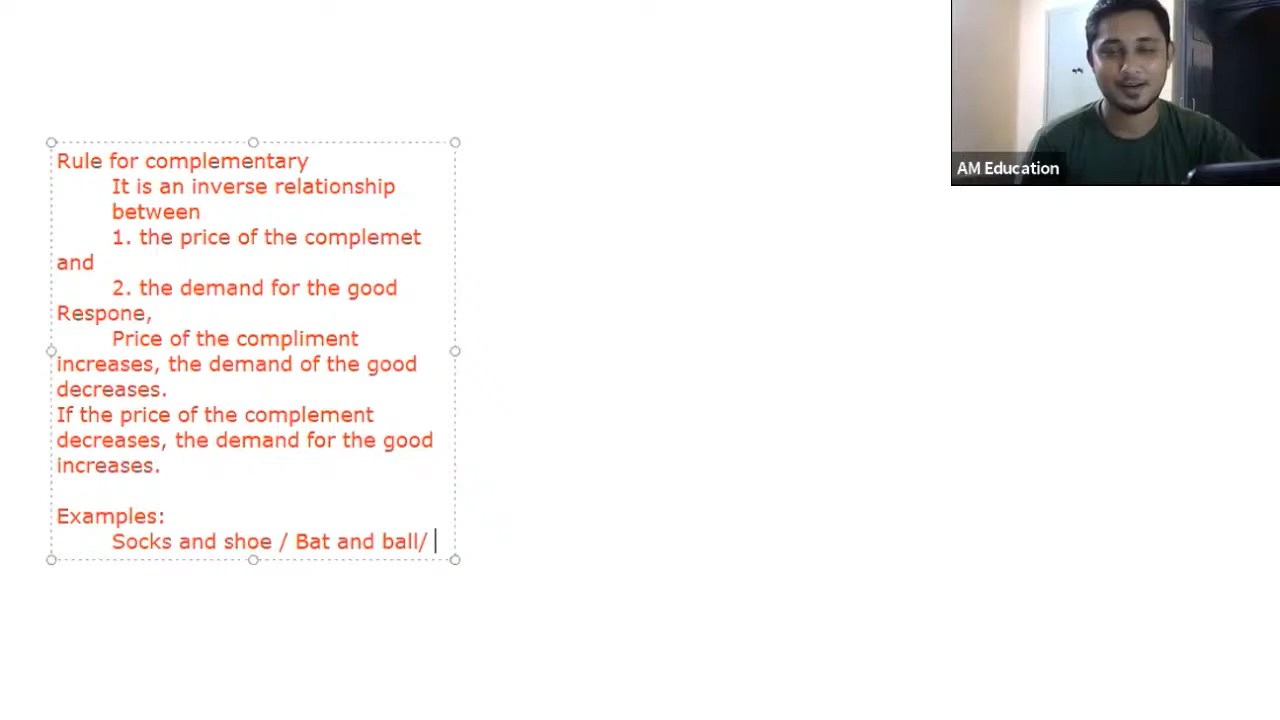 Rule for complementary
It is an inverse relationship
between
1. the price of the complemet
and
2. the demand for the good
Respone,
Price of the compliment
increases, the demand of the good
decreases.
If the price of the complement
decreases, the demand for the good
increases.
Examples:
Socks and shoe / Bat and ball/
AM Education